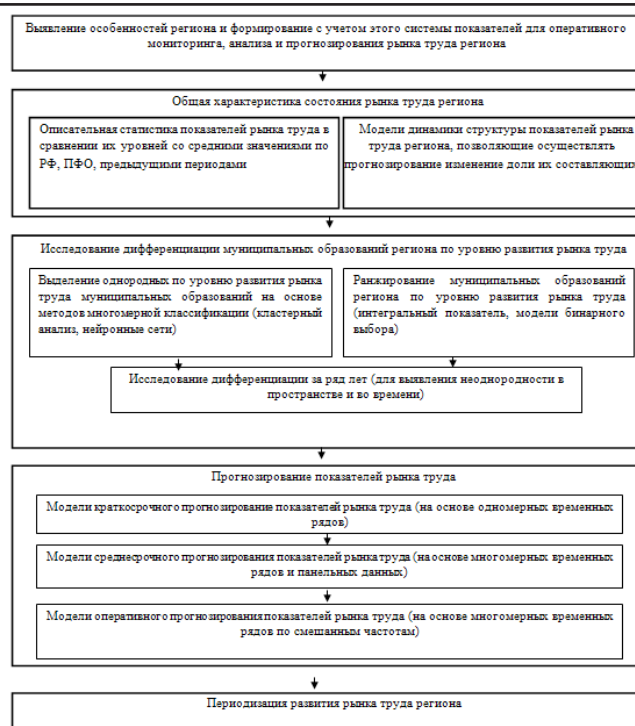 Выявление особенностей региона и формирование с учетом этого системы показателей для оперативного
мониторинга, анализа и прогнозирования рынка труда региона
Общая характеристика состояния рынка труда региона
Описательная статистика показателей рынка труда в
сравнении их уровней со средними значениями по
РФ, ПФО, предыдущими периодами
Модели динамики структуры показателей рынка
труда региона, позволяющие осуществлять
прогнозирование изменение доли их составляющих
Исследование дифференциации муниципальных образований региона по уровню развития рынка труда
Выделение однородных по уровню развития рынка
труда муниципальных образований на основе
методов многомерной классификации (кластерный
анализ, нейронные сети)
Ранжирование муниципальных образований
региона по уровню развития рынка труда
(интегральный показатель, модели бинарного
выбора)
Исследование дифференциации за ряд лет (для выявления неоднородности в
пространстве и во времени)
Прогнозирование показателей рынка труда
Модели краткосрочного прогнозирование показателей рынка труда (на основе одномерных временных
рядов)
Модели среднесрочного прогнозирования показателей рынка труда (на основе многомерных временных
рядов и панельных данных)
Модели оперативного прогнозирования показателей рынка труда (на основе многомерных временных
рядов по смешанным частотам)
Периодизация развития рынка труда региона